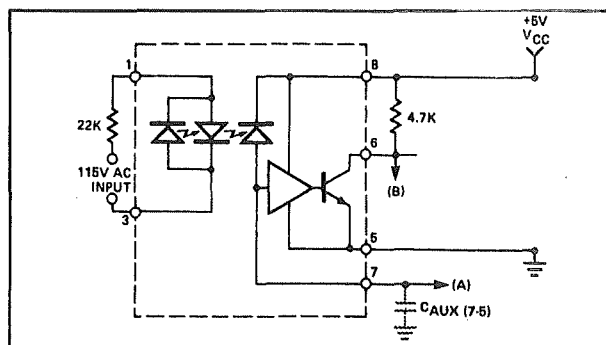 +5V
VCC
1
8
22K
4.7K
115V AC
INPUT
6
(B)
3
5
7
(A)
CAUX (7-5)